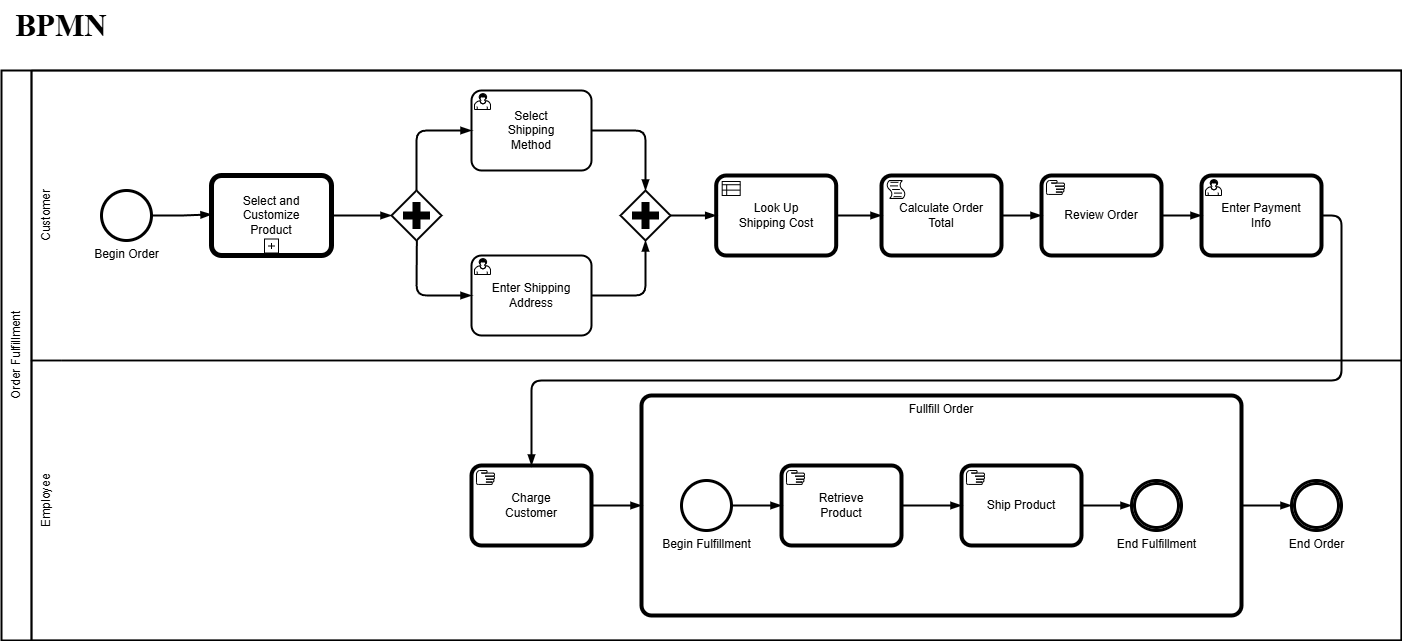 BPMN
Order Fulfillment
Customer
Begin Order
Select and
Customize
Product
Select
Shipping
Method
Enter Shipping
Address
Look Up
Shipping Cost
Calculate Order
Total
Review Order
Enter Payment
Info
Employee
Charge
Customer
Fullfill Order
Begin Fulfillment
Retrieve
Product
Ship Product
End Fulfillment
End Order